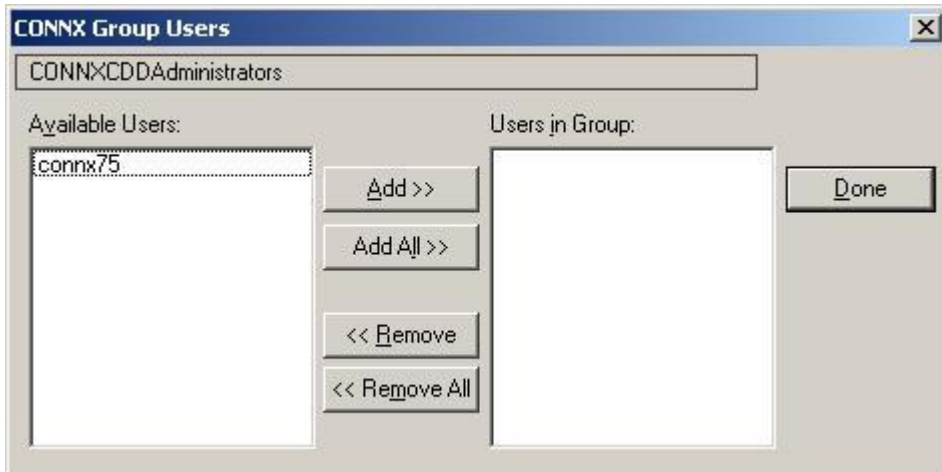 CONNX Group Users
CONNXCDDAdministrators
Available Users:
Users in Group:
connx75
Add >>
Add All >>
<< Remove
<< Remove All
Done